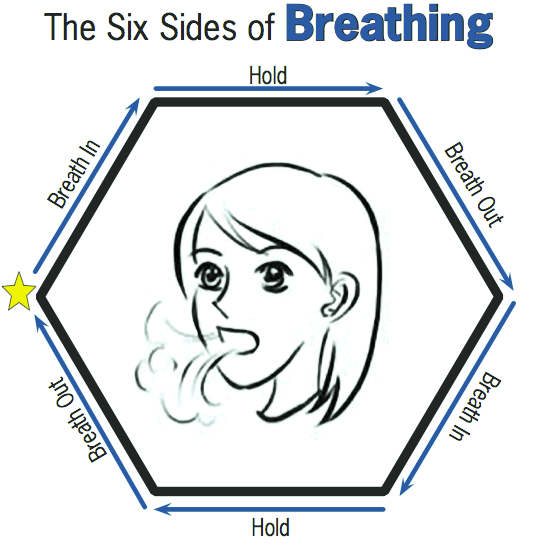 The Six Sides of Breathing
Hold
Breath In
Breath Out
Breath Out
Breath In
Hold